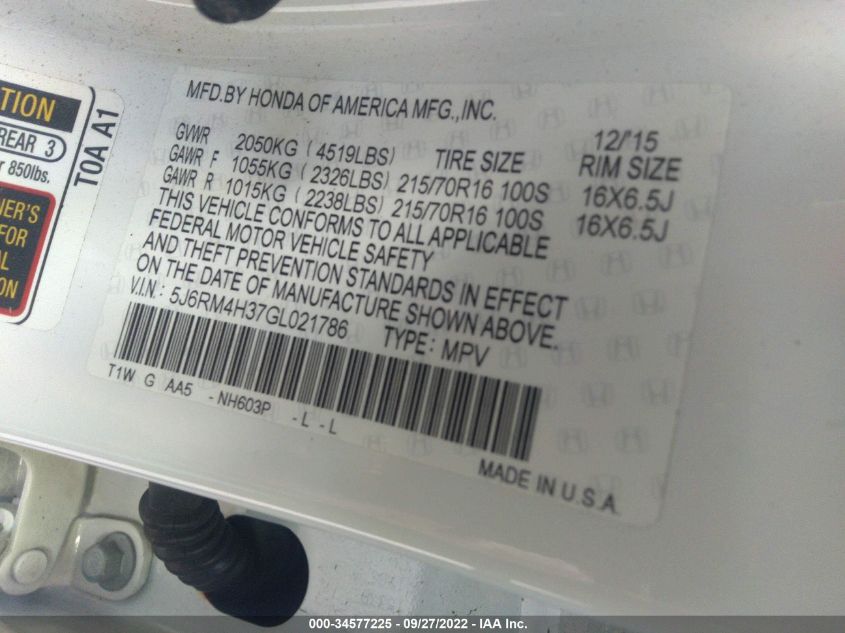 TION
REAR 3
r 850lbs.
NER'S
FOR
AL
ON
TOA A1
MFD.BY HONDA OF AMERICA MFG.,INC.
12/'15
GVWR 2050KG (4519LBS) TIRE SIZE RIM SIZE
GAWR F 1055KG (2326LBS) 215/70R16 100S 16X6.5J
GAWR R 1015KG (2238LBS) 215/70R16 100S 16X6.5J
THIS VEHICLE CONFORMS TO ALL APPLICABLE
FEDERAL MOTOR VEHICLE SAFETY
AND THEFT PREVENTION STANDARDS IN EFFECT
ON THE DATE OF MANUFACTURE SHOWN ABOVE.
V.I.N.: 5J6RM4H37GL021786 TYPE: MPV
T1W G AA5 -NH603P -L -L
MADE IN U.S.A
000-34577225 - 09/27/2022 - IAA Inc.